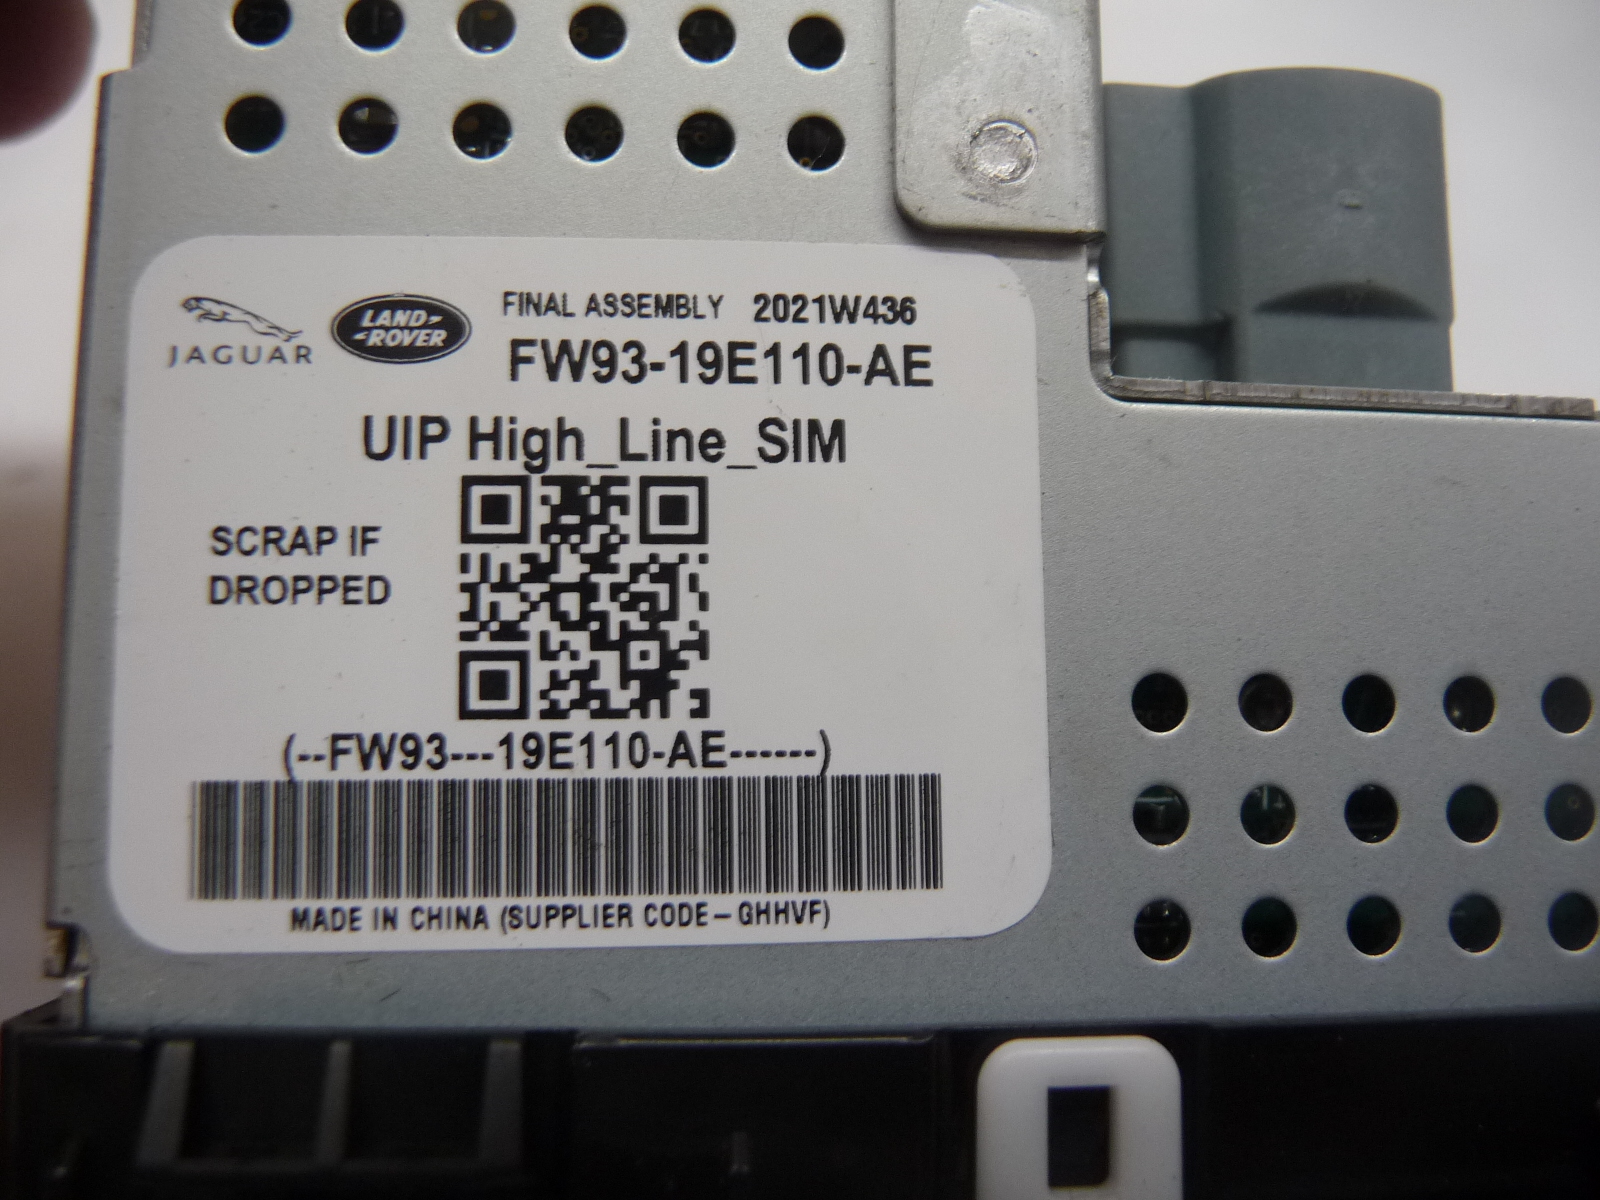 JAGUAR
LAND ROVER
FINAL ASSEMBLY 2021W436
FW93-19E110-AE
UIP High_Line_SIM
SCRAP IF
DROPPED
(--FW93---19E110-AE------)
MADE IN CHINA (SUPPLIER CODE-GHHVF)